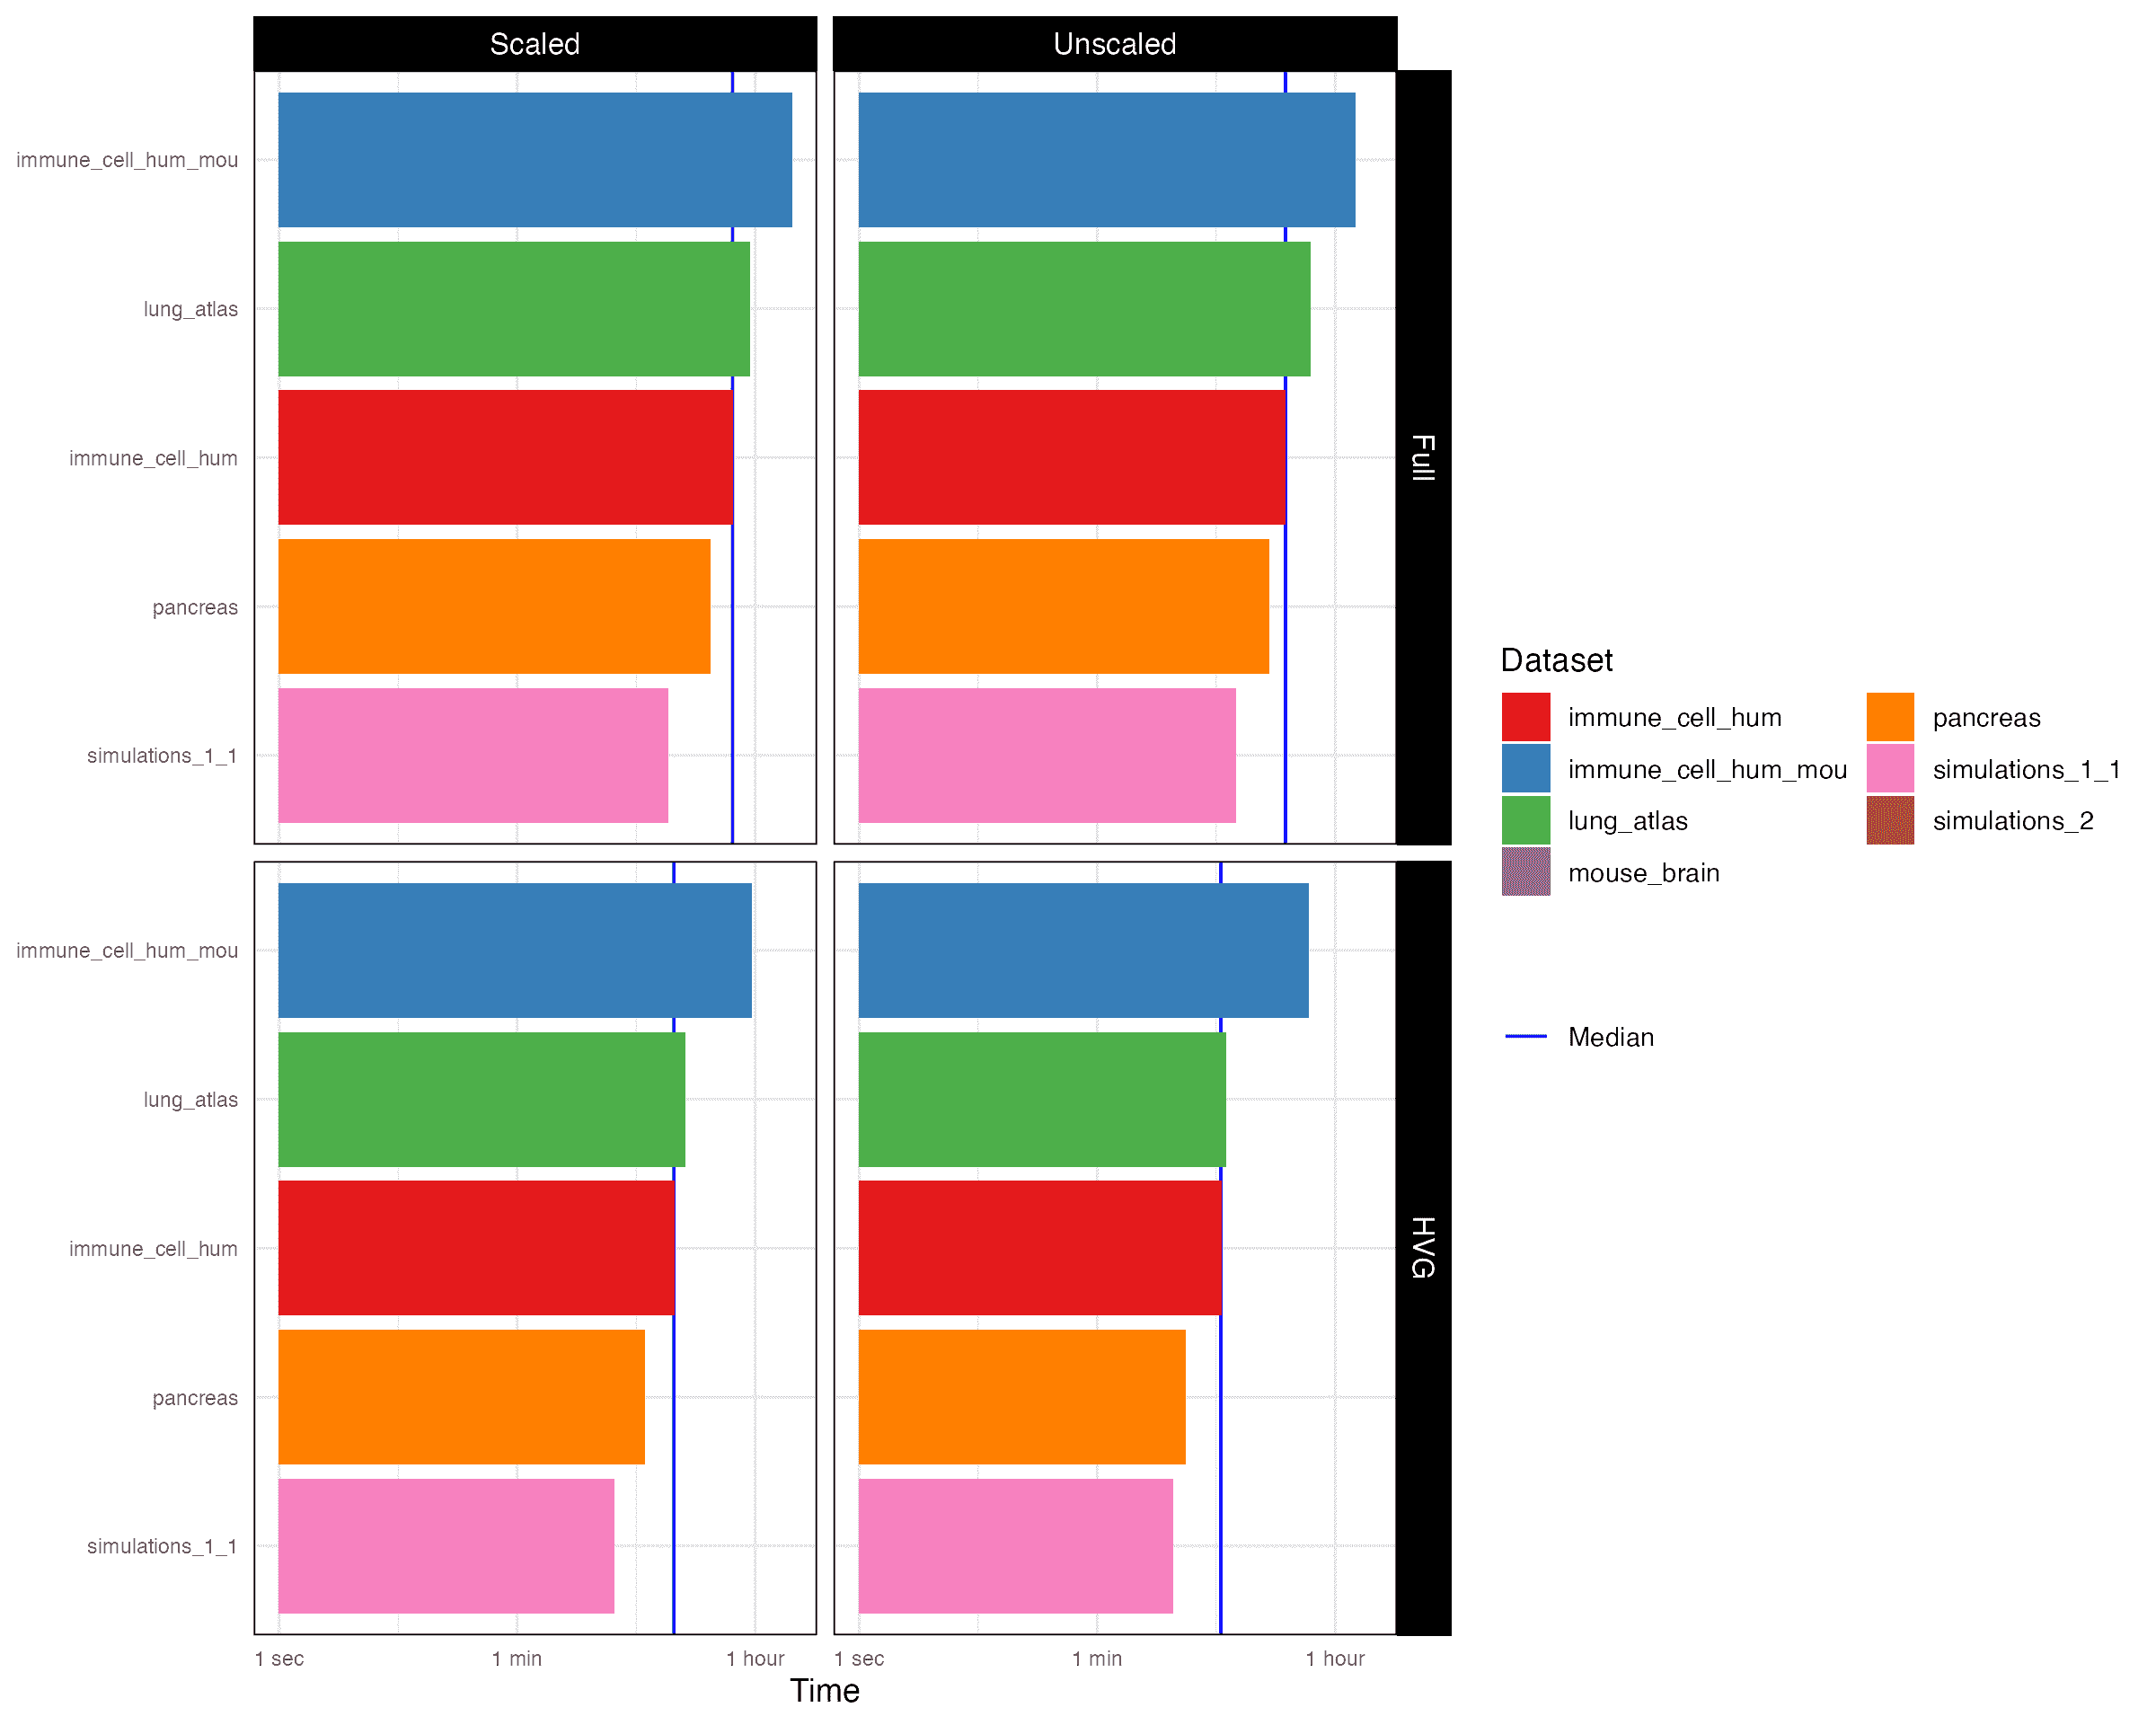 Scaled
Unscaled
immune_cell_hum_mou
lung_atlas
immune_cell_hum
pancreas
simulations_1_1
Full
immune_cell_hum_mou
lung_atlas
immune_cell_hum
pancreas
simulations_1_1
HVG
1 sec
1 min
1 hour
1 sec
1 min
1 hour
Time
Dataset
immune_cell_hum
immune_cell_hum_mou
lung_atlas
mouse_brain
pancreas
simulations_1_1
simulations_2
Median